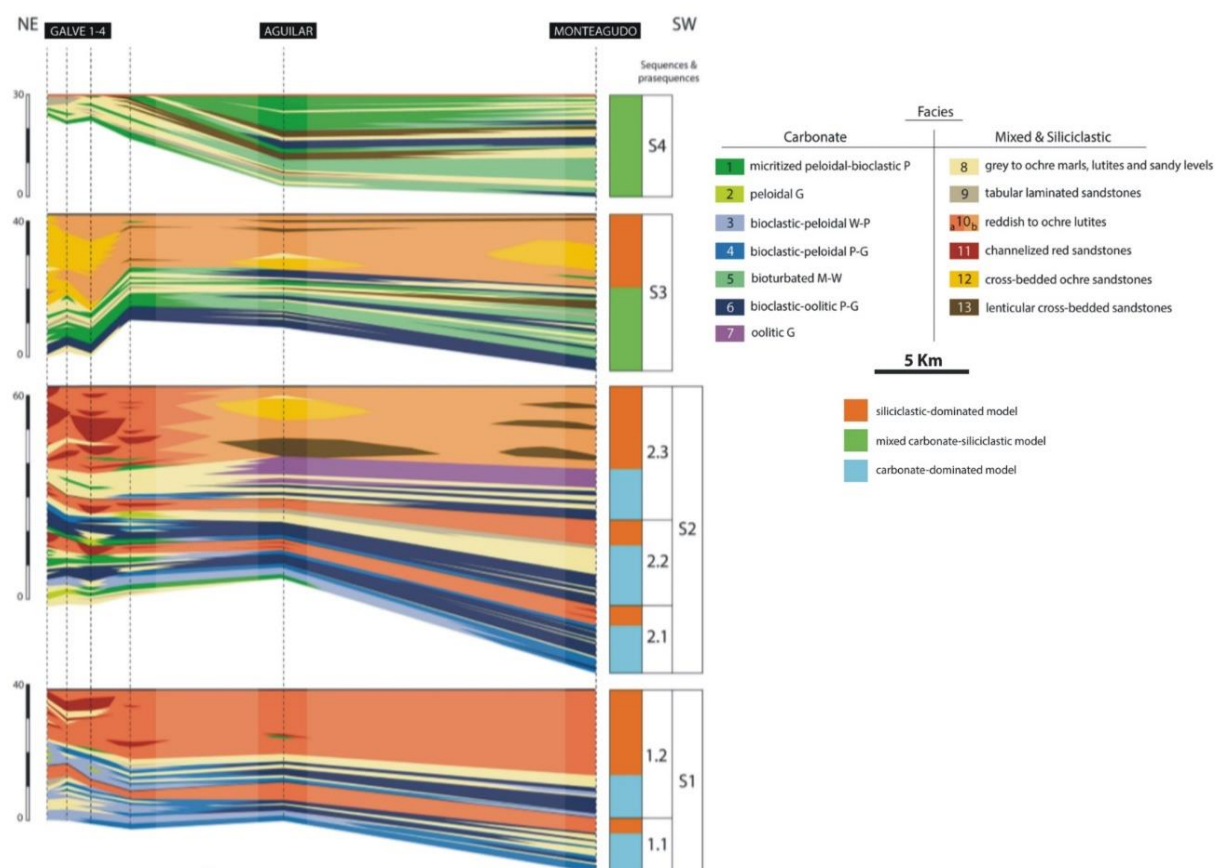 NE
GALVE 1-4
AGUILAR
MONTEAGUDO
SW
Sequences &
prasequences
30
0
S4
40
0
S3
60
0
2.3
2.2
2.1
S2
40
0
1.2
1.1
S1
Facies
Carbonate
1 micritized peloidal-bioclastic P
2 peloidal G
3 bioclastic-peloidal W-P
4 bioclastic-peloidal P-G
5 bioturbated M-W
6 bioclastic-oolitic P-G
7 oolitic G
Mixed & Siliciclastic
8 grey to ochre marls, lutites and sandy levels
9 tabular laminated sandstones
a10b reddish to ochre lutites
11 channelized red sandstones
12 cross-bedded ochre sandstones
13 lenticular cross-bedded sandstones
5 Km
siliciclastic-dominated model
mixed carbonate-siliciclastic model
carbonate-dominated model